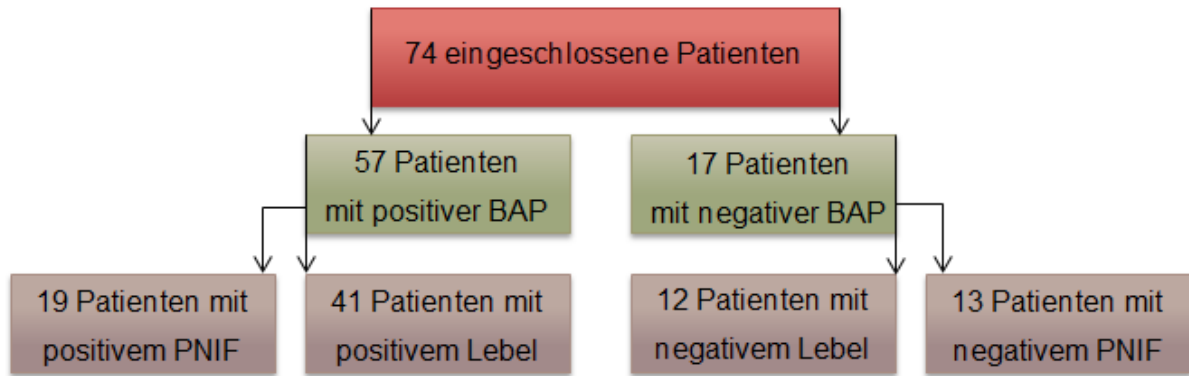 74 eingeschlossene Patienten
57 Patienten
mit positiver BAP
17 Patienten
mit negativer BAP
19 Patienten mit
positivem PNIF
41 Patienten mit
positivem Lebel
12 Patienten mit
negativem Lebel
13 Patienten mit
negativem PNIF